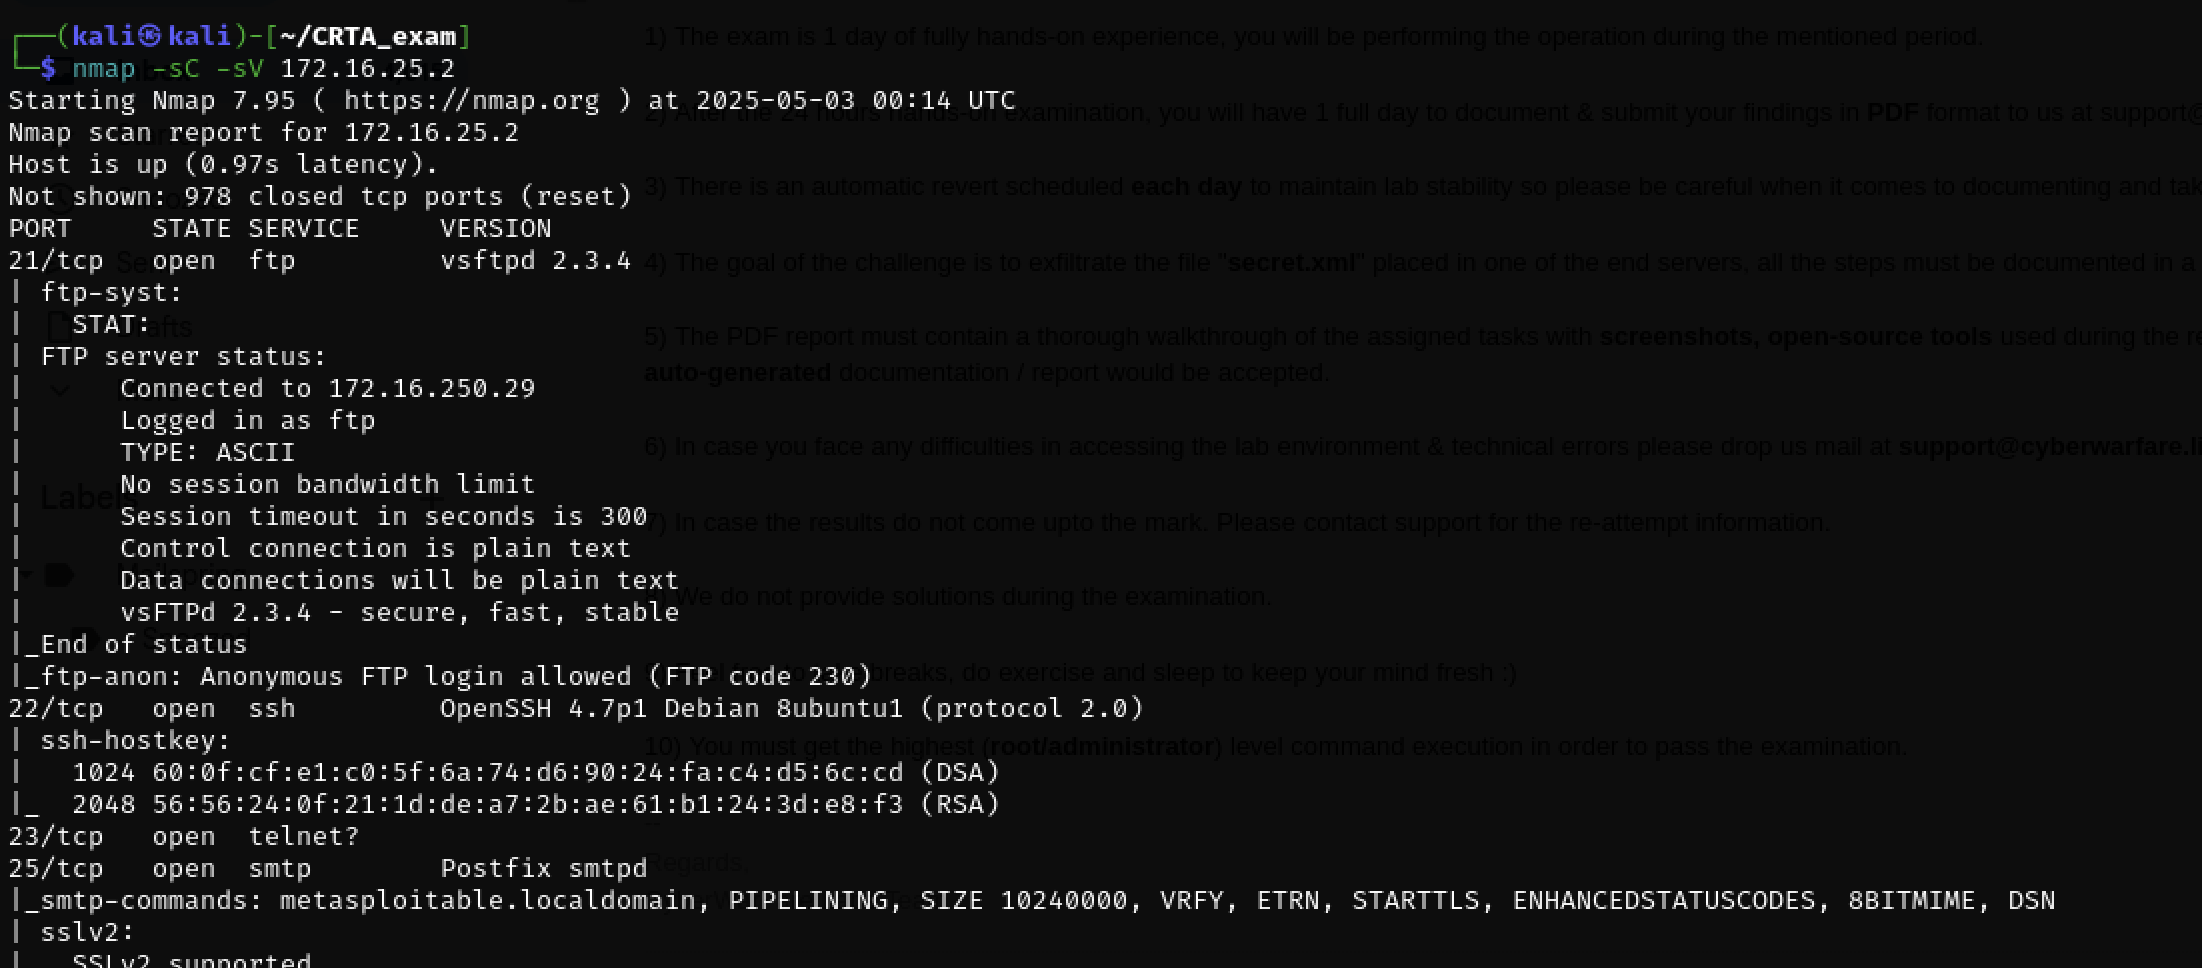 ┌──(kali㉿kali)-[~/CRTA_exam]
└─$ nmap -sC -sV 172.16.25.2
Starting Nmap 7.95 ( https://nmap.org ) at 2025-05-03 00:14 UTC
Nmap scan report for 172.16.25.2
Host is up (0.97s latency).
Not shown: 978 closed tcp ports (reset)
PORT     STATE SERVICE     VERSION
21/tcp   open  ftp         vsftpd 2.3.4
| ftp-syst:
|   STAT:
| FTP server status:
|      Connected to 172.16.250.29
|      Logged in as ftp
|      TYPE: ASCII
|      No session bandwidth limit
|      Session timeout in seconds is 300
|      Control connection is plain text
|      Data connections will be plain text
|      vsFTPd 2.3.4 - secure, fast, stable
|_End of status
|_ftp-anon: Anonymous FTP login allowed (FTP code 230)
22/tcp   open  ssh         OpenSSH 4.7p1 Debian 8ubuntu1 (protocol 2.0)
| ssh-hostkey:
|   1024 60:0f:cf:e1:c0:5f:6a:74:d6:90:24:fa:c4:d5:6c:cd (DSA)
|_  2048 56:56:24:0f:21:1d:de:a7:2b:ae:61:b1:24:3d:e8:f3 (RSA)
23/tcp   open  telnet?
25/tcp   open  smtp        Postfix smtpd
|_smtp-commands: metasploitable.localdomain, PIPELINING, SIZE 10240000, VRFY, ETRN, STARTTLS, ENHANCEDSTATUSCODES, 8BITMIME, DSN
| sslv2:
|   SSLv2 supported
1) The exam is 1 day of fully hands-on experience, you will be performing the operation during the mentioned period.
2) After the 24 hours hands-on examination, you will have 1 full day to document & submit your findings in PDF format to us at support@
3) There is an automatic revert scheduled each day to maintain lab stability so please be careful when it comes to documenting and
4) The goal of the challenge is to exfiltrate the file "secret.xml" placed in one of the end servers, all the steps must be documented in a
5) The PDF report must contain a thorough walkthrough of the assigned tasks with screenshots, open-source tools used during the
auto-generated documentation / report would be accepted.
6) In case you face any difficulties in accessing the lab environment & technical errors please drop us mail at support@cyberwarfare.
7) In case the results do not come upto the mark. Please contact support for the re-attempt information.
We do not provide solutions during the examination.
breaks, do exercise and sleep to keep your mind fresh :)
10) You must get the highest (root/administrator) level command execution in order to pass the examination.
Regards,
Drafts
Labels
Mailspring